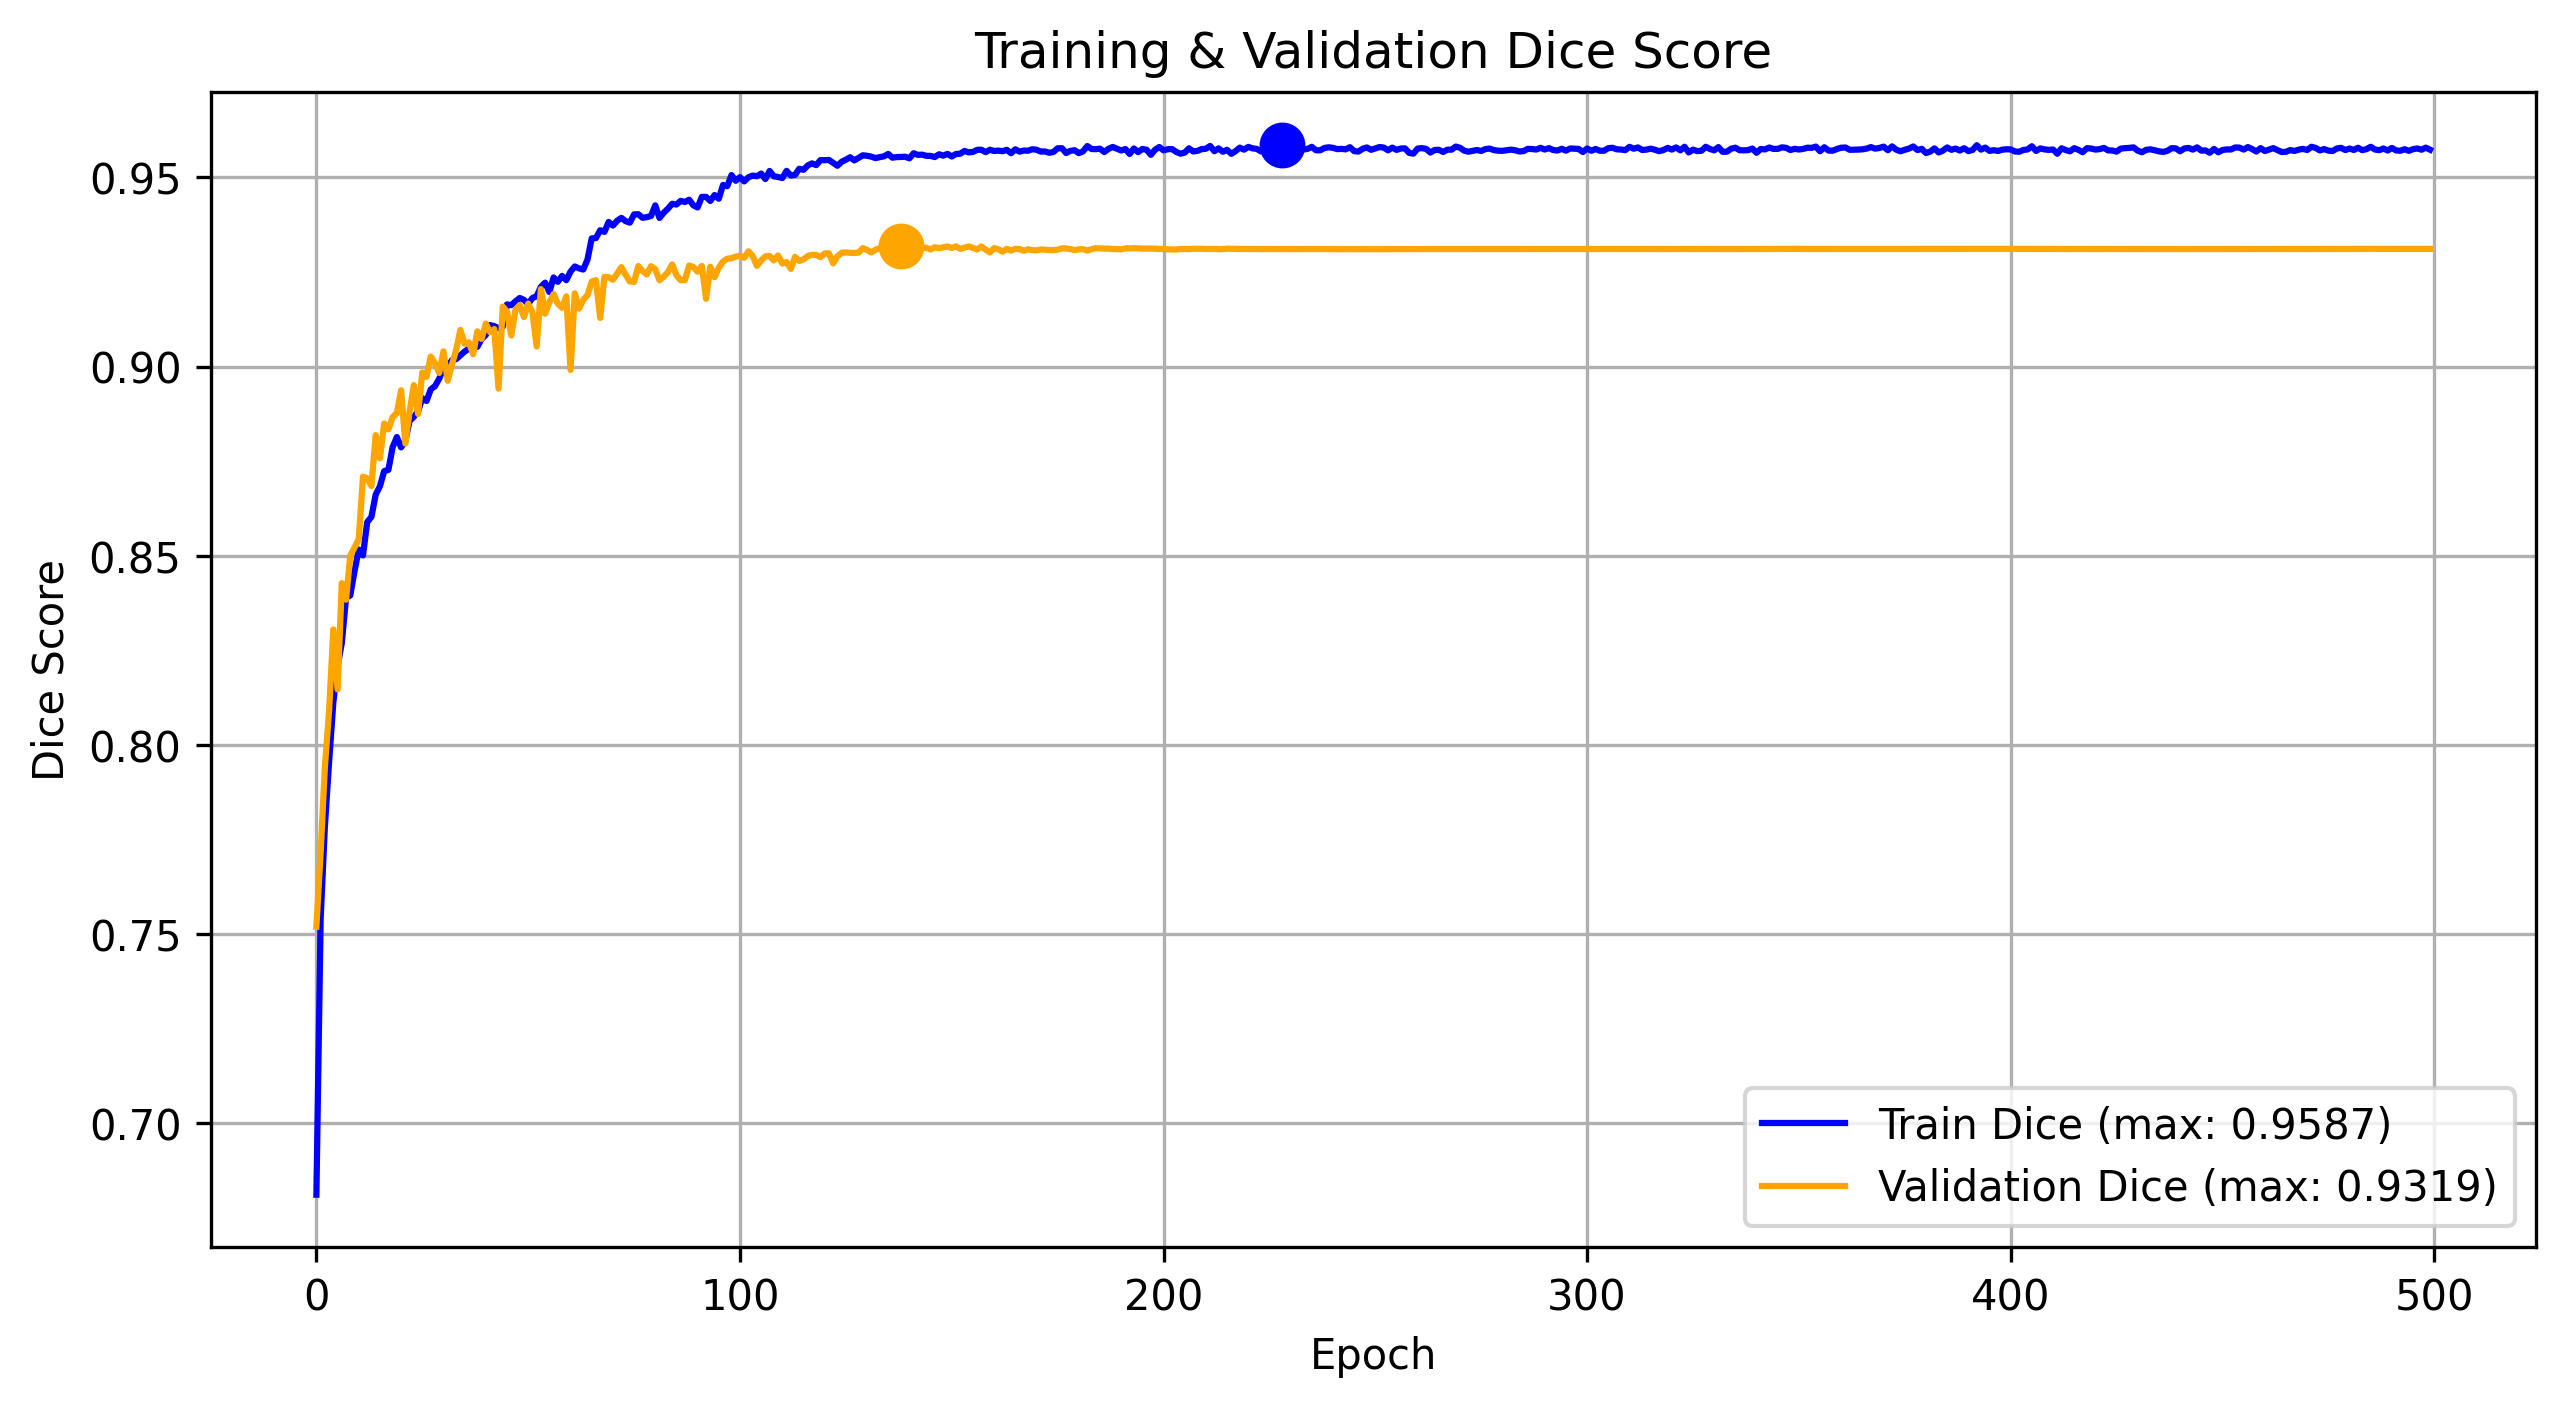 Training & Validation Dice Score
Dice Score
0.95
0.90
0.85
0.80
0.75
0.70
0
100
200
300
400
500
Epoch
Train Dice (max: 0.9587)
Validation Dice (max: 0.9319)